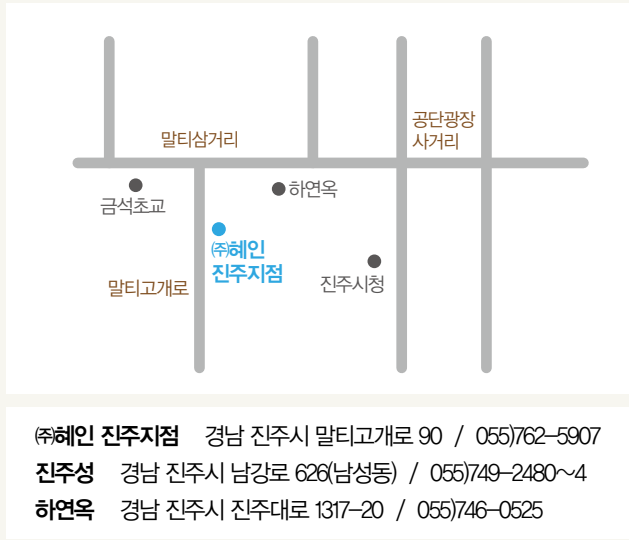 공단광장
사거리
말티삼거리
하연옥
금석초교
㈜혜인
진주지점
진주시청
말티고개로
㈜혜인 진주지점 경남 진주시 말티고개로 90 / 055)762–5907
진주성 경남 진주시 남강로 626(남성동) / 055)749–2480~4
하연옥 경남 진주시 진주대로 1317–20 / 055)746–0525